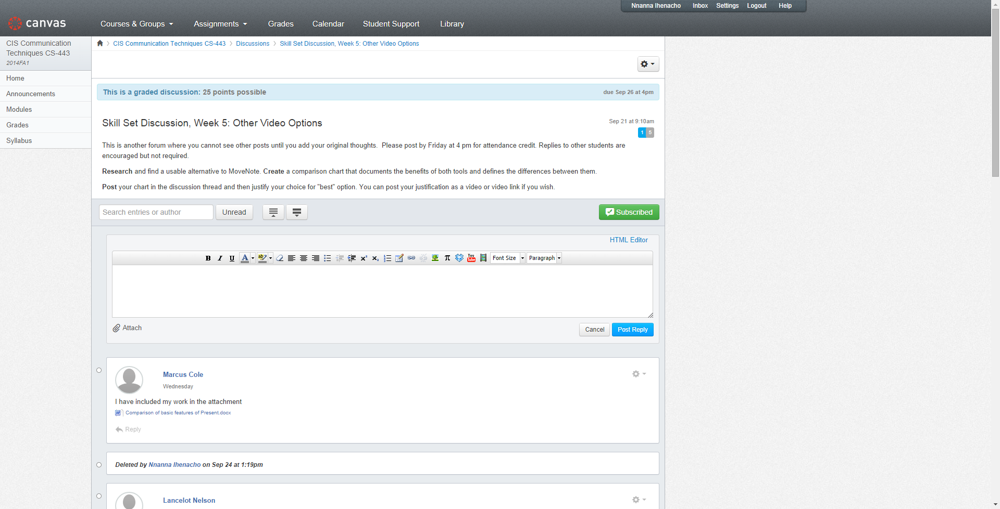 Nnanna Ihenacho Inbox Settings Logout Help
canvas
Courses & Groups Assignments Grades Calendar Student Support Library
CIS Communication
Techniques CS-443
2014FA1
Home
Announcements
Modules
Grades
Syllabus
CIS Communication Techniques CS-443 Discussions Skill Set Discussion, Week 5: Other Video Options
This is a graded discussion: 25 points possible
due Sep 26 at 4pm
Skill Set Discussion, Week 5: Other Video Options
Sep 21 at 9:10am
1 5
This is another forum where you cannot see other posts until you add your original thoughts.  Please post by Friday at 4 pm for attendance credit. Replies to other students are
encouraged but not required.
Research and find a usable alternative to MoveNote. Create a comparison chart that documents the benefits of both tools and defines the differences between them.
Post your chart in the discussion thread and then justify your choice for "best" option. You can post your justification as a video or video link if you wish.
Search entries or author Unread Subscribed
HTML Editor
B I U A ab x² x₂ π You Tube Font Size Paragraph
Attach
Cancel Post Reply
Marcus Cole
Wednesday
I have included my work in the attachment
Comparison of basic features of Present.docx
Reply
Deleted by Nnanna Ihenacho on Sep 24 at 1:19pm
Lancelot Nelson